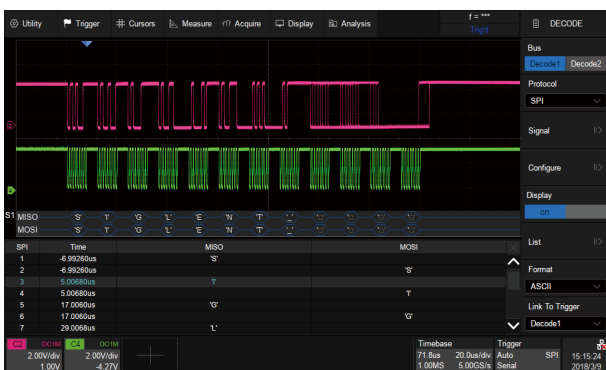 Utility Trigger Cursors Measure Acquire Display Analysis f = *** Trig'd DECODE
Bus
Decode1 Decode2
Protocol
SPI
Signal
Configure
Display
on
List
Format
ASCII
Link To Trigger
Decode1
S1 MISO 'S' 'I' 'G' 'L' 'E' 'N' 'T'
MOSI 'S' 'I' 'G' 'L' 'E' 'N' 'T'
SPI Time MISO MOSI
1 -6.99260us 'S'
2 -6.99260us 'S'
3 5.00680us 'I'
4 5.00680us 'I'
5 17.0060us 'G'
6 17.0060us 'G'
7 29.0068us 'L'
C2 DC1M C4 DC1M Timebase Trigger
2.00V/div 2.00V/div 71.8us 20.0us/div Auto SPI 15:15:24
1.00V -4.27V 1.00MS 5.00GS/s Serial 2018/3/9